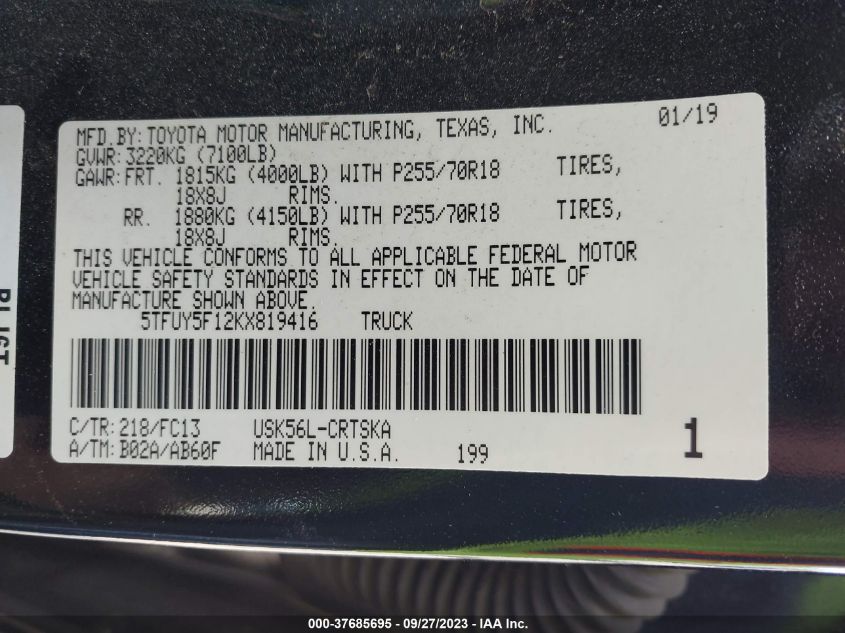 MFD.BY: TOYOTA MOTOR MANUFACTURING, TEXAS, INC. 01/19
GVWR: 3220KG (7100LB)
GAWR: FRT. 1815KG (4000LB) WITH P255/70R18 TIRES,
18X8J RIMS.
RR. 1880KG (4150LB) WITH P255/70R18 TIRES,
18X8J RIMS.
THIS VEHICLE CONFORMS TO ALL APPLICABLE FEDERAL MOTOR
VEHICLE SAFETY STANDARDS IN EFFECT ON THE DATE OF
MANUFACTURE SHOWN ABOVE.
5TFUY5F12KX819416 TRUCK
C/TR: 218/FC13 USK56L-CRTSKA
A/TM: B02A/AB60F MADE IN U.S.A. 199 1
000-37685695 - 09/27/2023 - IAA Inc.